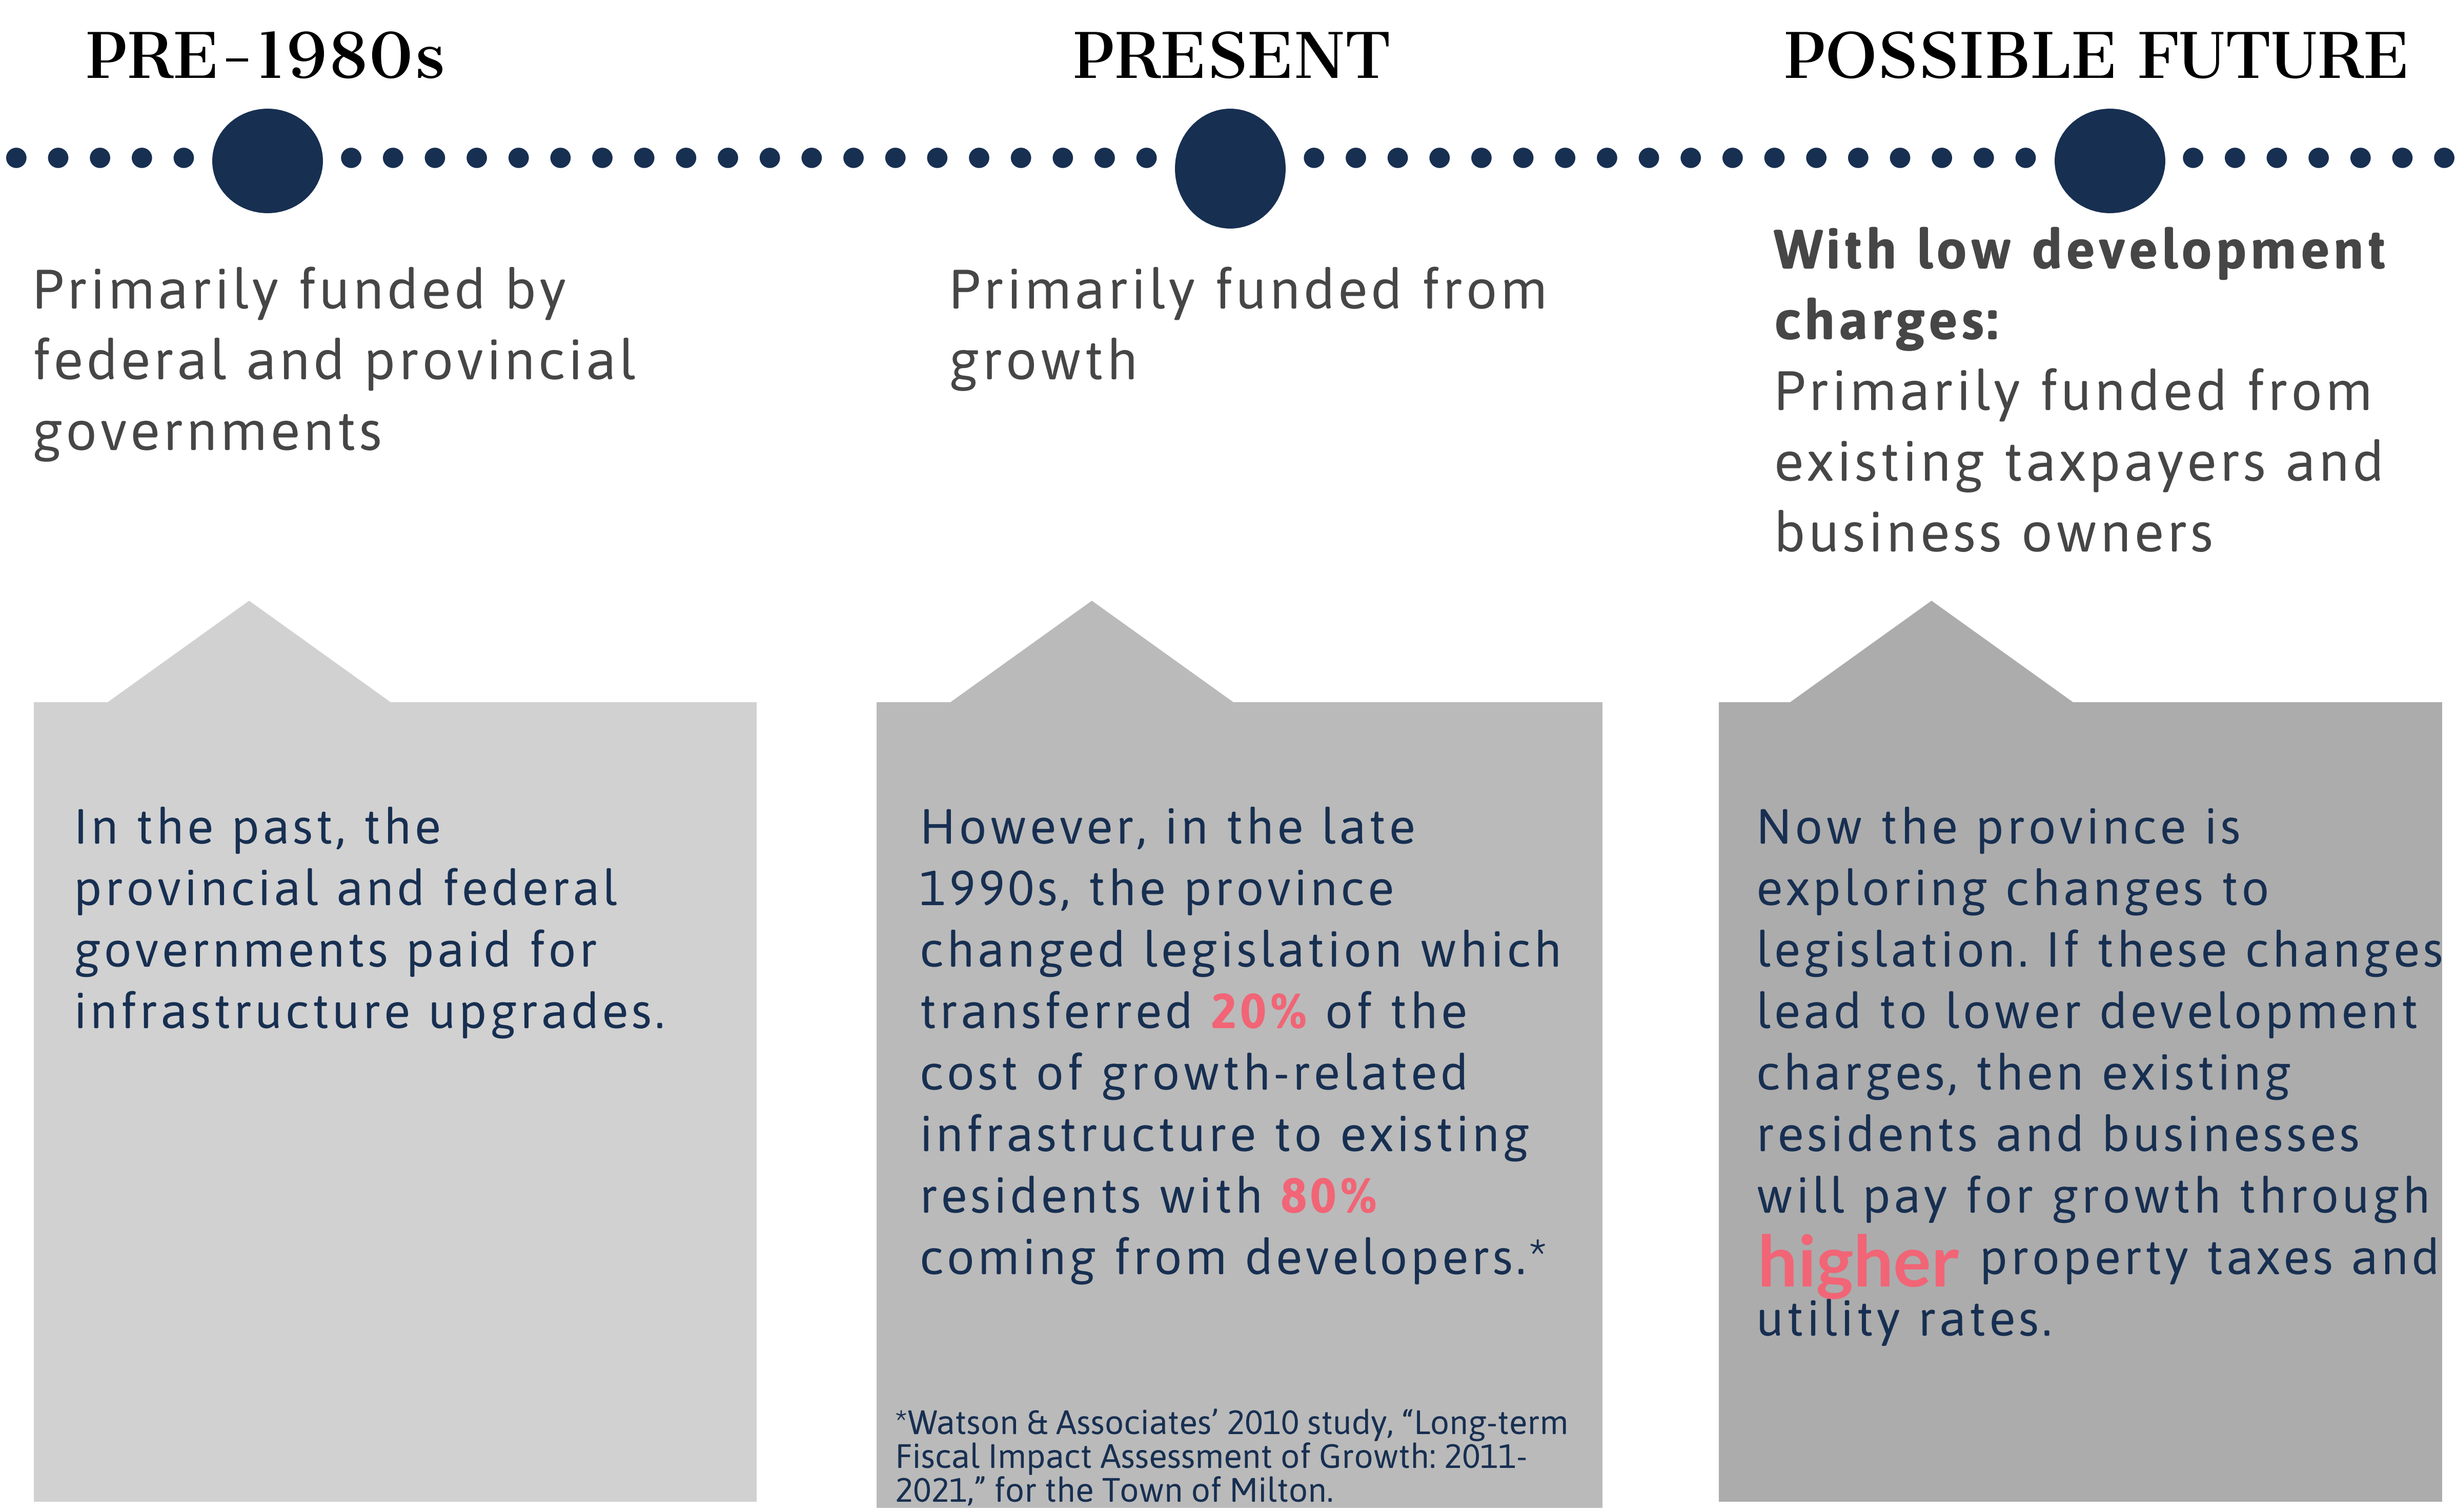 PRE-1980s
Primarily funded by
federal and provincial
governments
In the past, the
provincial and federal
governments paid for
infrastructure upgrades.
PRESENT
Primarily funded from
growth
However, in the late
1990s, the province
changed legislation which
transferred 20% of the
cost of growth-related
infrastructure to existing
residents with 80%
coming from developers.*
*Watson & Associates’ 2010 study, “Long-term
Fiscal Impact Assessment of Growth: 2011-
2021,” for the Town of Milton.
POSSIBLE FUTURE
With low development
charges:
Primarily funded from
existing taxpayers and
business owners
Now the province is
exploring changes to
legislation. If these changes
lead to lower development
charges, then existing
residents and businesses
will pay for growth through
higher property taxes and
utility rates.